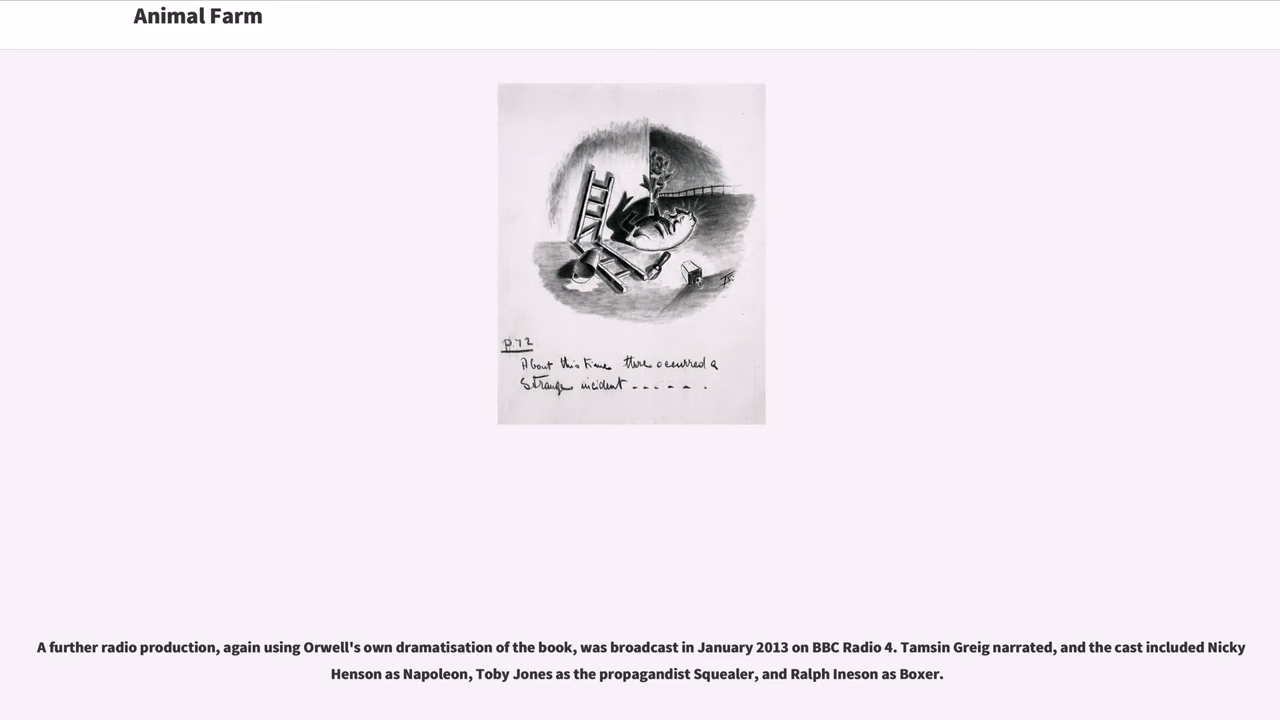 Animal Farm
p.72
About this time there occurred a
Strange incident - - - - - .
A further radio production, again using Orwell's own dramatisation of the book, was broadcast in January 2013 on BBC Radio 4. Tamsin Greig narrated, and the cast included Nicky
Henson as Napoleon, Toby Jones as the propagandist Squealer, and Ralph Ineson as Boxer.